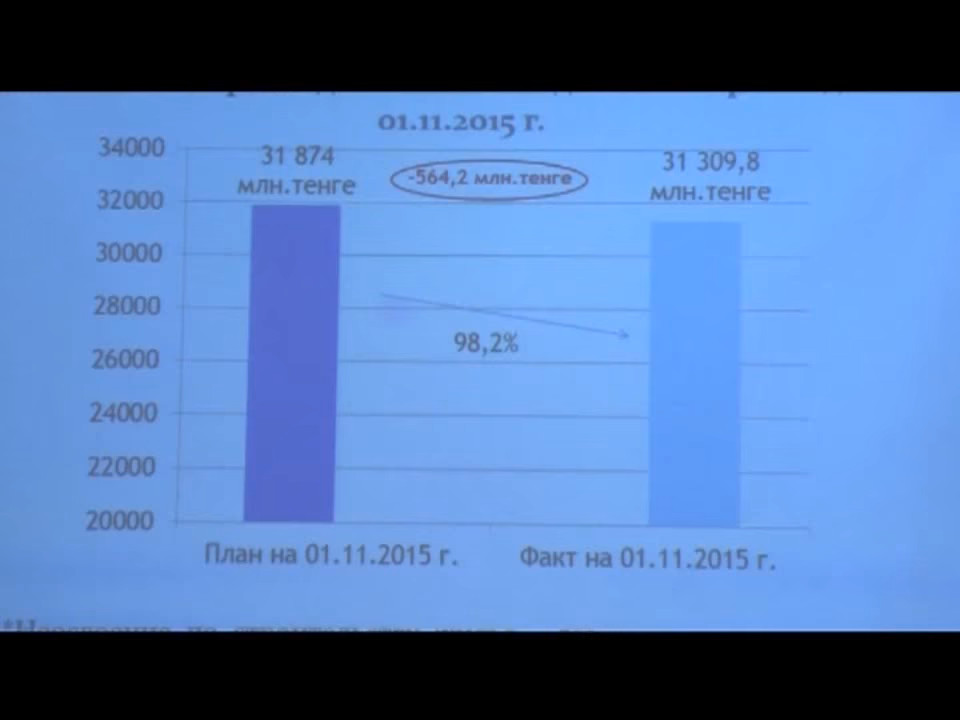 01.11.2015 г.
34000
32000
30000
28000
26000
24000
22000
20000
31 874
млн.тенге
-564,2 млн.тенге
31 309,8
млн.тенге
98,2%
План на 01.11.2015 г.
Факт на 01.11.2015 г.